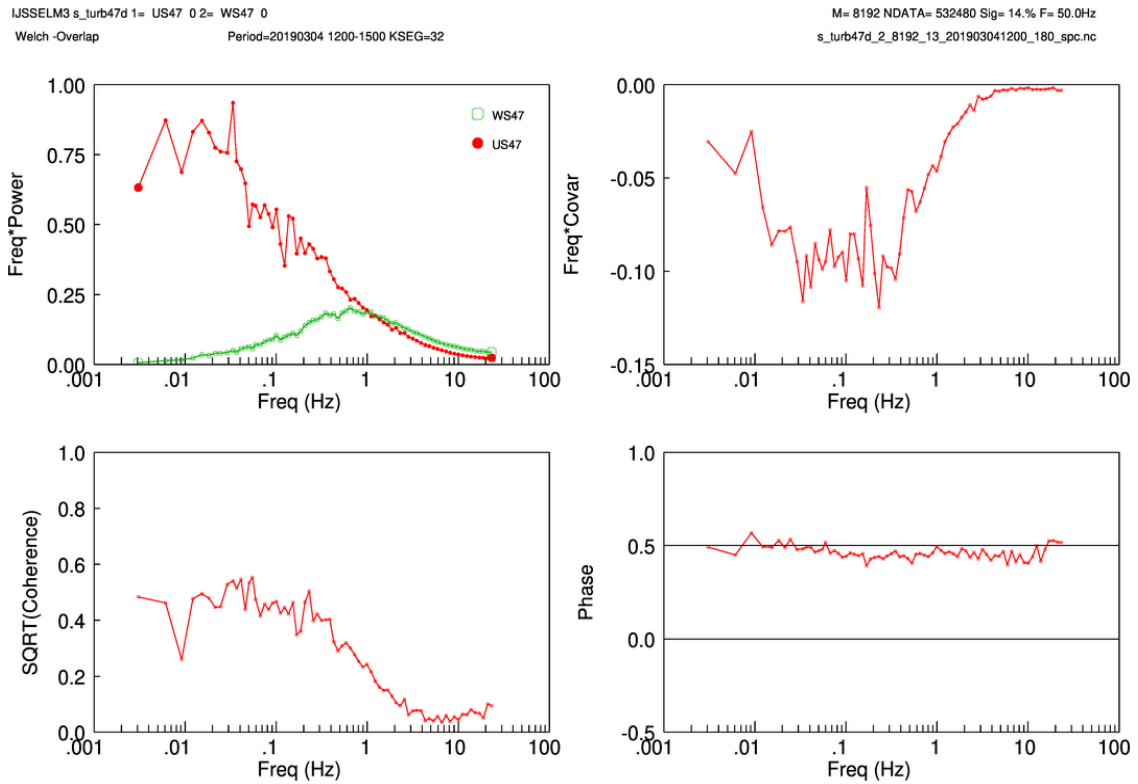 IJSSELM3 s_turb47d 1= US47 0 2= WS47 0
M= 8192 NDATA= 532480 Sig= 14.% F= 50.0Hz
Welch -Overlap
Period=20190304 1200-1500 KSEG=32
s_turb47d_2_8192_13_201903041200_180_spc.nc
Freq*Power
1.00
0.75
0.50
0.25
0.00
WS47
US47
.001
.01
.1
1
10
100
Freq (Hz)
Freq*Covar
0.00
-0.05
-0.10
-0.15
.001
.01
.1
1
10
100
Freq (Hz)
SQRT(Coherence)
1.0
0.8
0.6
0.4
0.2
0.0
.001
.01
.1
1
10
100
Freq (Hz)
Phase
1.0
0.5
0.0
-0.5
.001
.01
.1
1
10
100
Freq (Hz)